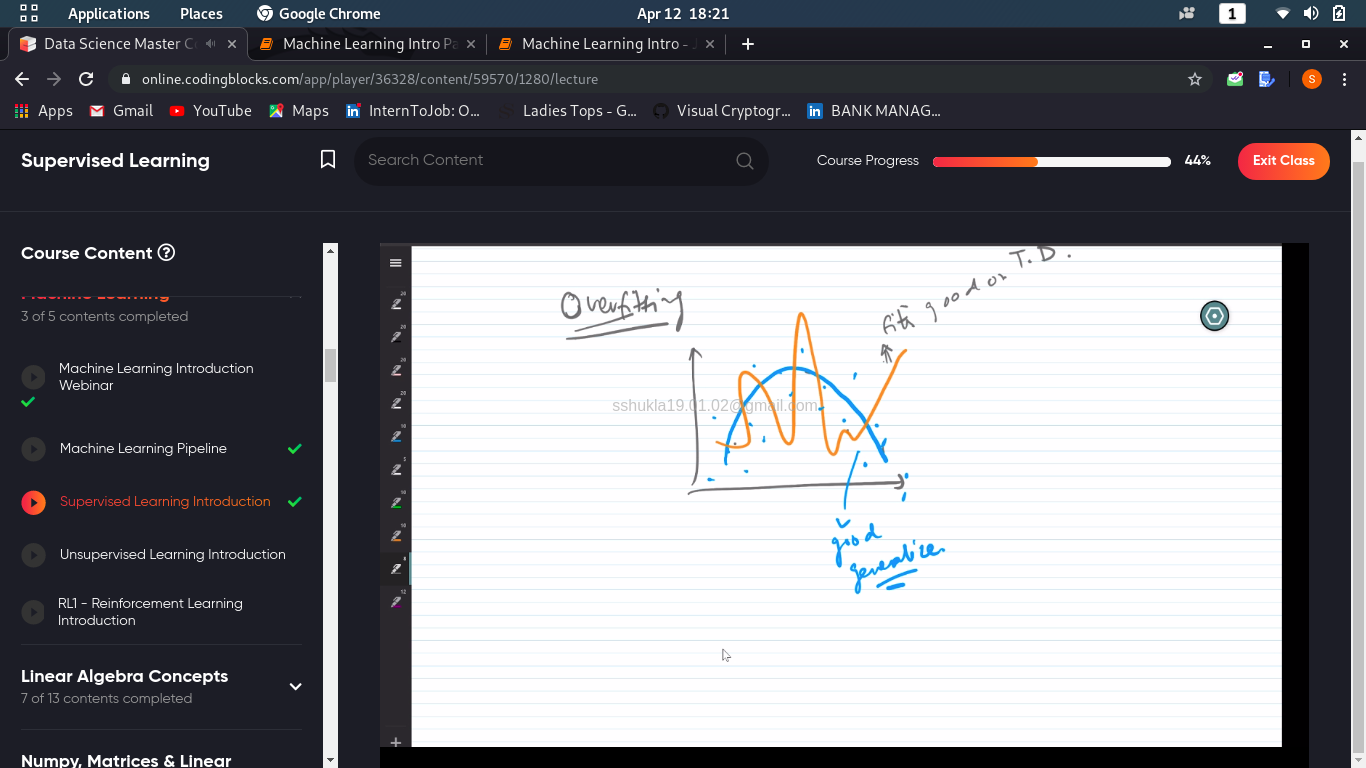 Applications Places Google Chrome Apr 12 18:21 1
Data Science Master Co Machine Learning Intro Pa Machine Learning Intro - J
online.codingblocks.com/app/player/36328/content/59570/1280/lecture S
Apps Gmail YouTube Maps InternToJob: O... Ladies Tops - G... Visual Cryptogr... BANK MANAG...
Supervised Learning Search Content Course Progress 44% Exit Class
Course Content
Machine Learning
3 of 5 contents completed
Machine Learning Introduction
Webinar
Machine Learning Pipeline
Supervised Learning Introduction
Unsupervised Learning Introduction
RL1 - Reinforcement Learning
Introduction
Linear Algebra Concepts
7 of 13 contents completed
Numpy, Matrices & Linear
Overfitting
fits good on T.D.
sshukla19.01.02@gmail.com
good